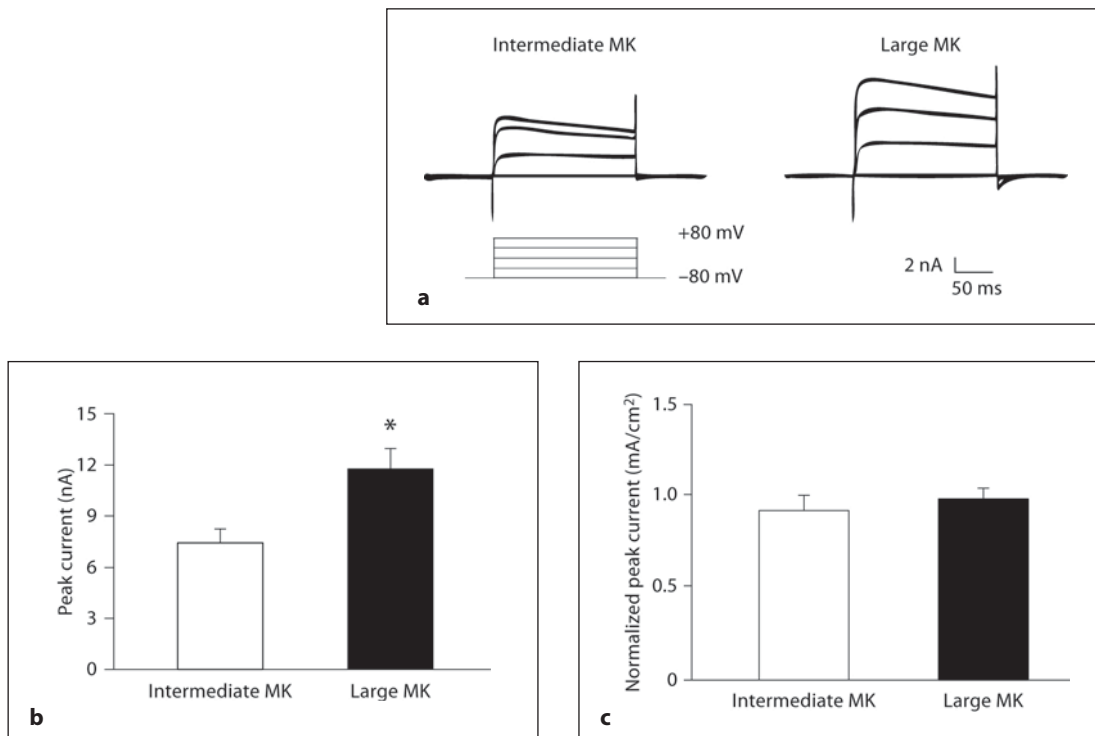 Intermediate MK
Large MK
+80 mV
–80 mV
2 nA
50 ms
a
15
12
9
6
3
0
Peak current (nA)
*
Intermediate MK
Large MK
b
1.5
1.0
0.5
0
Normalized peak current (mA/cm²)
Intermediate MK
Large MK
c